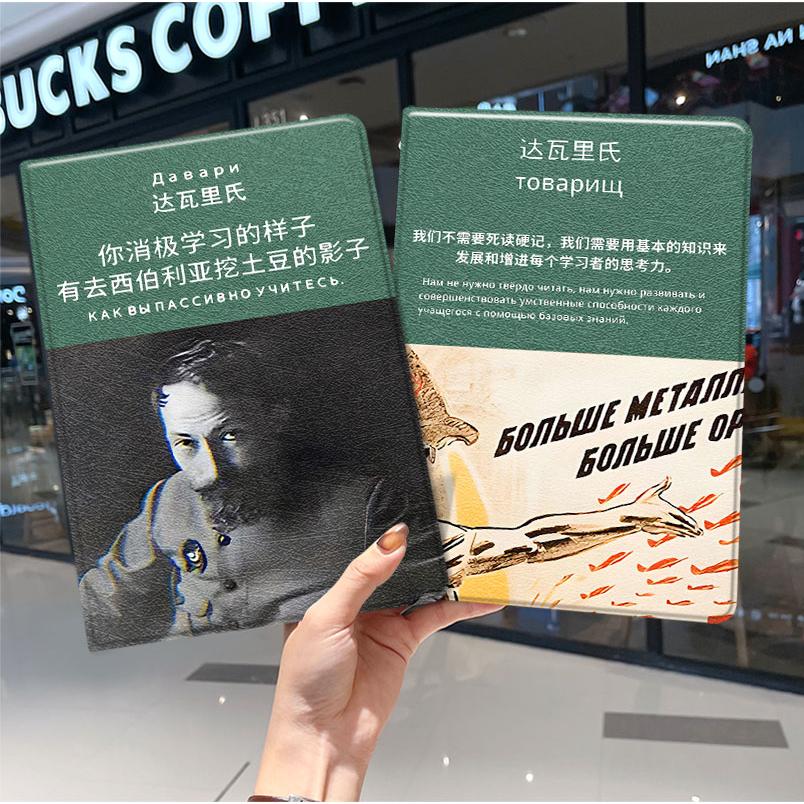 BUCKS COFF
Давари
达瓦里氏
你消极学习的样子
有去西伯利亚挖土豆的影子
КАК ВЫ ПАССИВНО УЧИТЕСЬ.
达瓦里氏
товарищ
我们不需要死读硬记，我们需要用基本的知识来
发展和增进每个学习者的思考力。
Нам не нужно твёрдо читать, нам нужно развивать и
совершенствовать умственные способности каждого
учащегося с помощью базовых знаний.
БОЛЬШЕ МЕТАЛЛ
БОЛЬШЕ ОР